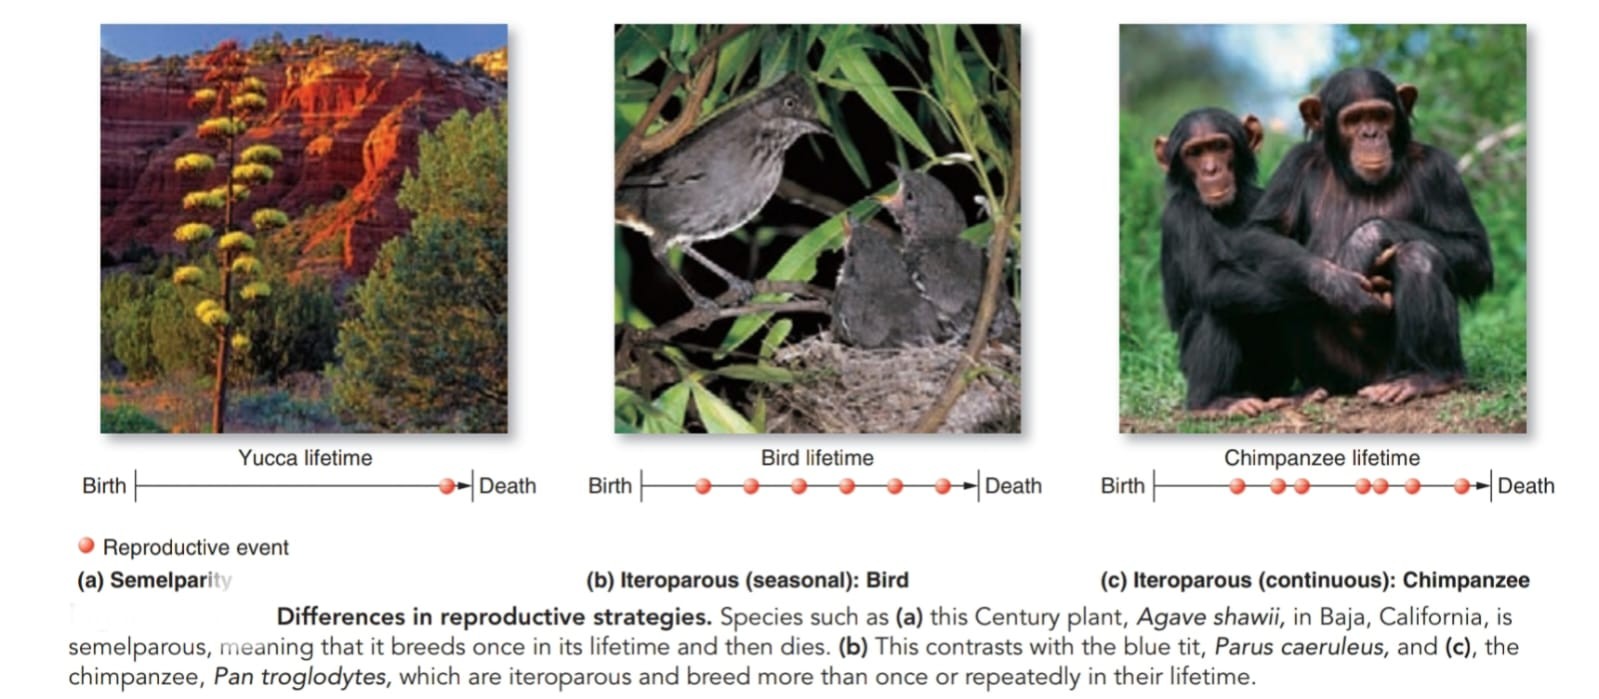 Yucca lifetime
Birth Death
Bird lifetime
Birth Death
Chimpanzee lifetime
Birth Death
Reproductive event
(a) Semelparity
(b) Iteroparous (seasonal): Bird
(c) Iteroparous (continuous): Chimpanzee
Differences in reproductive strategies. Species such as (a) this Century plant, Agave shawii, in Baja, California, is
semelparous, meaning that it breeds once in its lifetime and then dies. (b) This contrasts with the blue tit, Parus caeruleus, and (c), the
chimpanzee, Pan troglodytes, which are iteroparous and breed more than once or repeatedly in their lifetime.